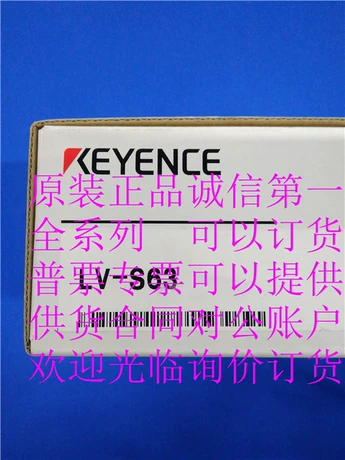 KEYENCE
原装正品诚信第一
全系列 可以订货
普票专票可以提供
LV-S63
供货合同对公账户
欢迎光临询价订货